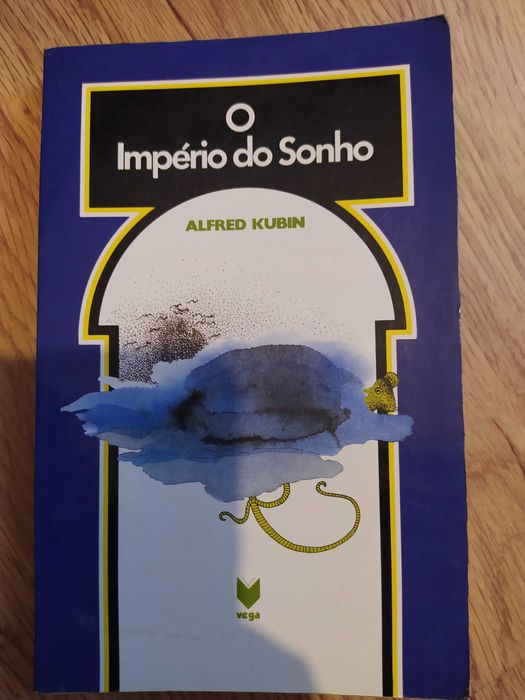 O
Império do Sonho
ALFRED KUBIN
vega